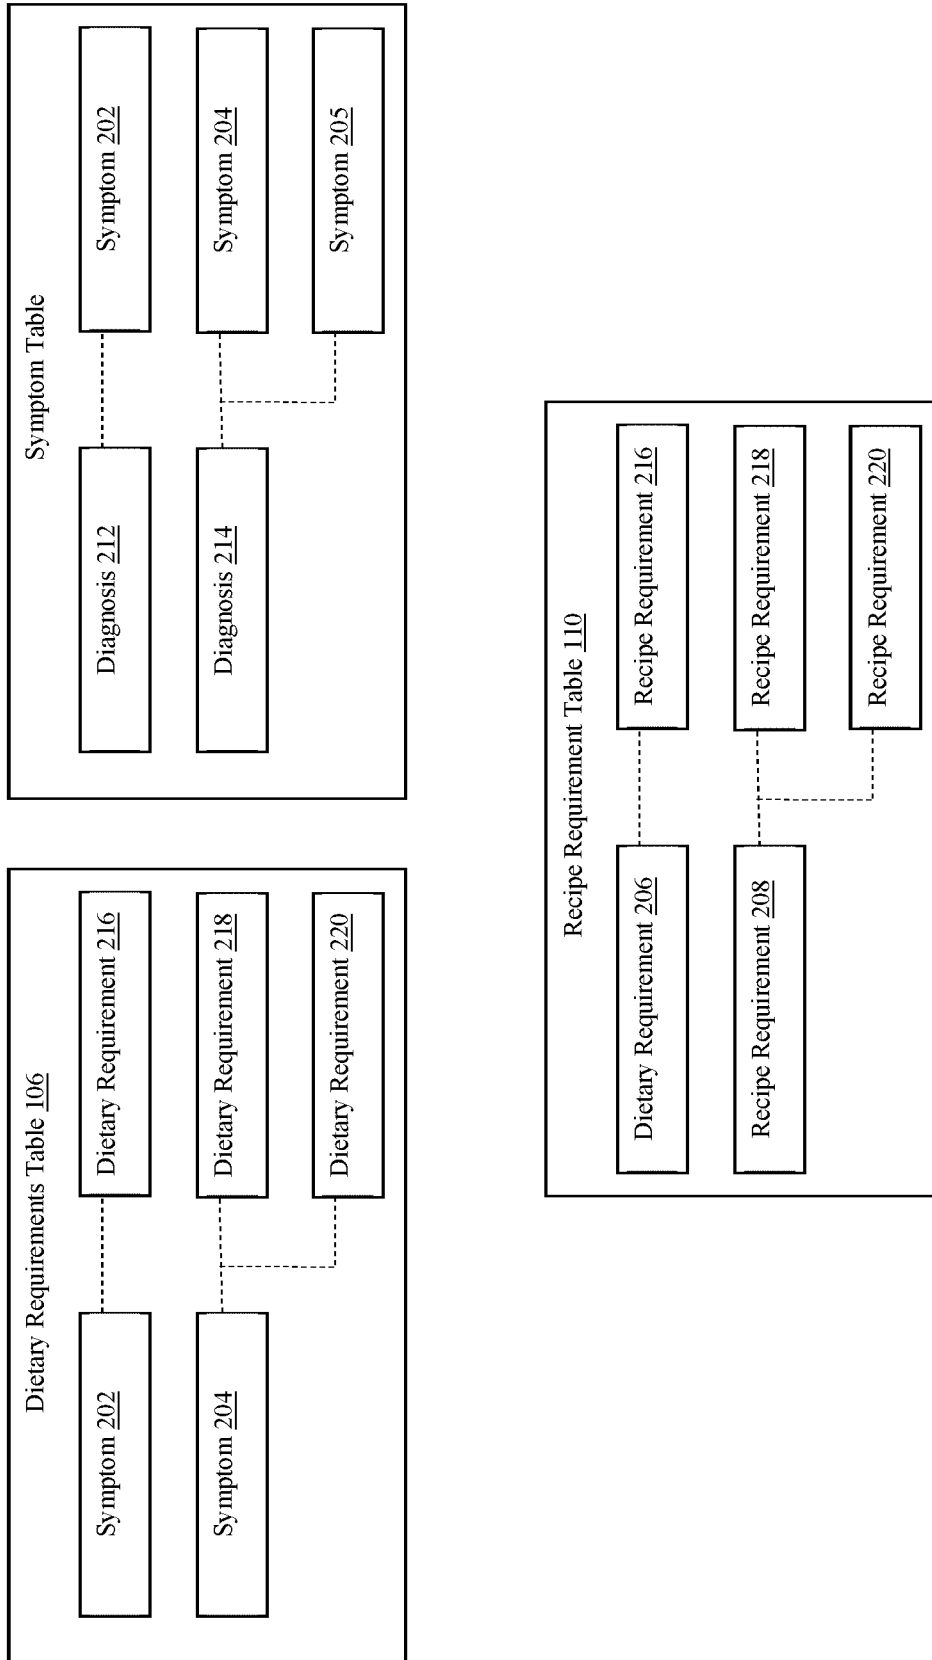 Dietary Requirements Table 106
Symptom 202
Dietary Requirement 216
Symptom 204
Dietary Requirement 218
Dietary Requirement 220
Symptom Table
Diagnosis 212
Symptom 202
Diagnosis 214
Symptom 204
Symptom 205
Recipe Requirement Table 110
Dietary Requirement 206
Recipe Requirement 216
Recipe Requirement 208
Recipe Requirement 218
Recipe Requirement 220